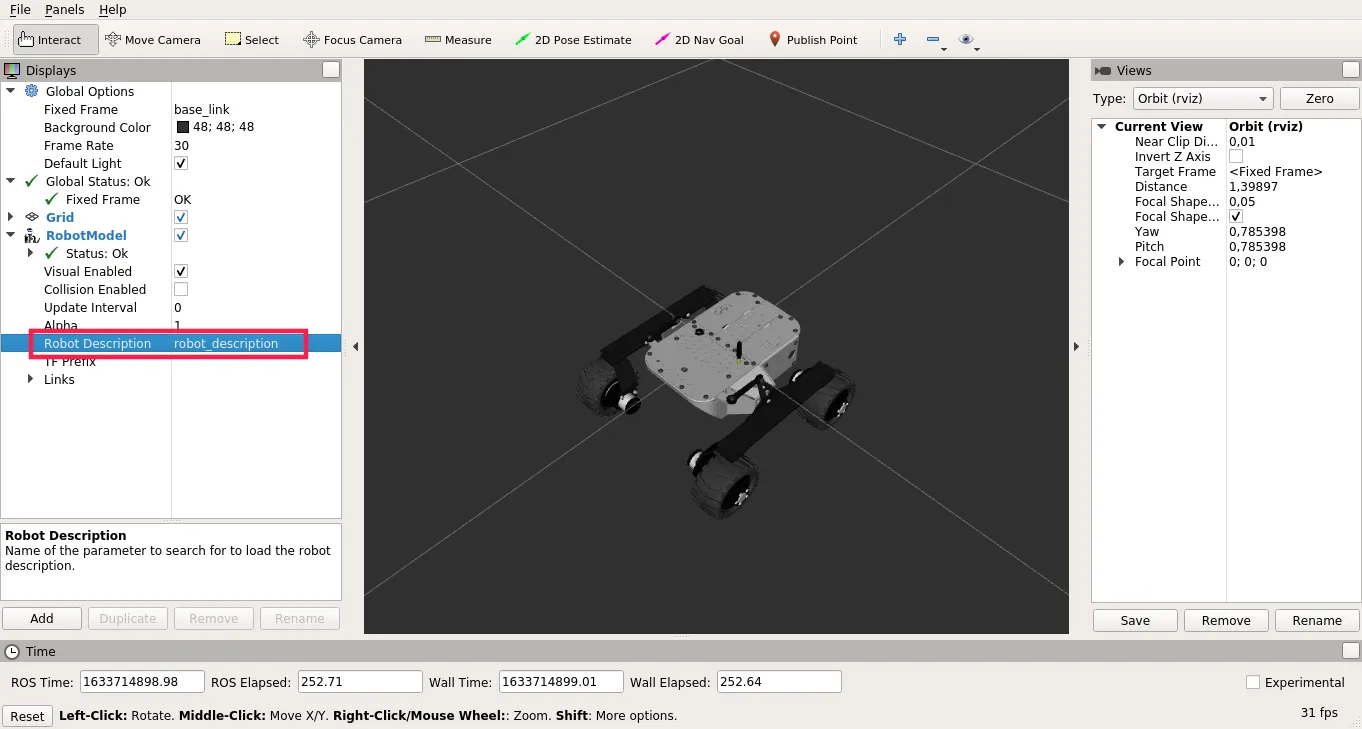 File Panels Help
Interact Move Camera Select Focus Camera Measure 2D Pose Estimate 2D Nav Goal Publish Point
Displays
Global Options
Fixed Frame base_link
Background Color 48; 48; 48
Frame Rate 30
Default Light
Global Status: Ok
Fixed Frame OK
Grid
RobotModel
Status: Ok
Visual Enabled
Collision Enabled
Update Interval 0
Alpha 1
Robot Description robot_description
TF Prefix
Links
Robot Description
Name of the parameter to search for to load the robot
description.
Add Duplicate Remove Rename
Views
Type: Orbit (rviz) Zero
Current View Orbit (rviz)
Near Clip Di... 0,01
Invert Z Axis
Target Frame <Fixed Frame>
Distance 1,39897
Focal Shape... 0,05
Focal Shape...
Yaw 0,785398
Pitch 0,785398
Focal Point 0; 0; 0
Save Remove Rename
Time
ROS Time: 1633714898.98 ROS Elapsed: 252.71 Wall Time: 1633714899.01 Wall Elapsed: 252.64 Experimental
Reset Left-Click: Rotate. Middle-Click: Move X/Y. Right-Click/Mouse Wheel:: Zoom. Shift: More options. 31 fps